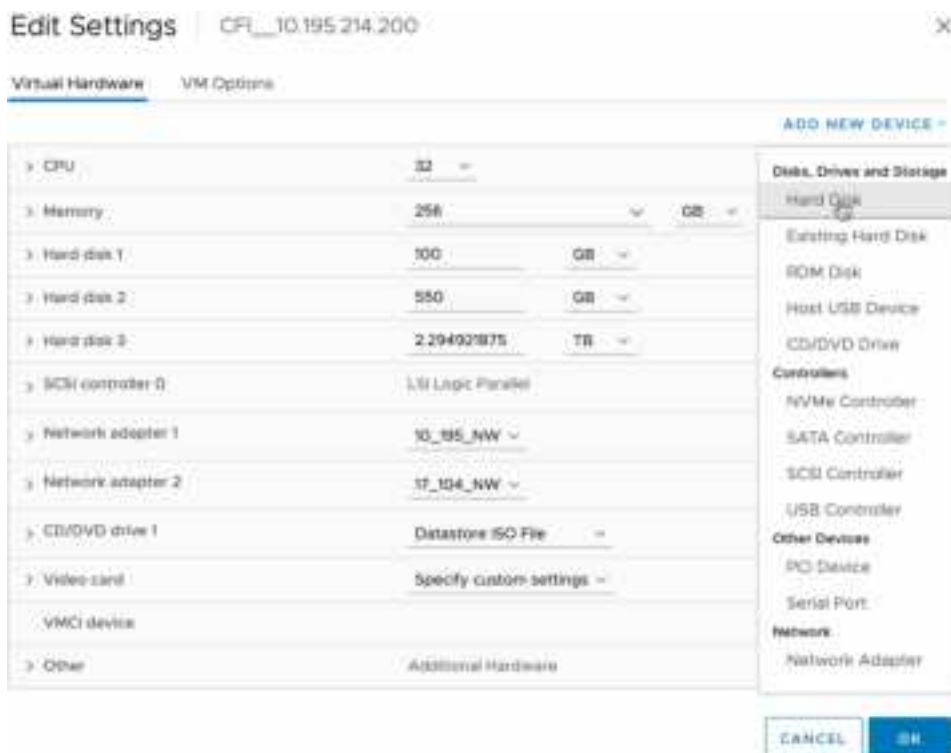 Edit Settings CFI__10.195.214.200
Virtual Hardware VM Options
ADD NEW DEVICE
CPU 32
Memory 256 GB
Hard disk 1 100 GB
Hard disk 2 550 GB
Hard disk 3 2.294921875 TB
SCSI controller 0 LSI Logic Parallel
Network adapter 1 10_195_NW
Network adapter 2 17_104_NW
CD/DVD drive 1 Datastore ISO File
Video card Specify custom settings
VMCI device
Other Additional Hardware
Disks, Drives and Storage
Hard Disk
Existing Hard Disk
RDM Disk
Host USB Device
CD/DVD Drive
Controllers
NVMe Controller
SATA Controller
SCSI Controller
USB Controller
Other Devices
PCI Device
Serial Port
Network
Network Adapter
CANCEL OK